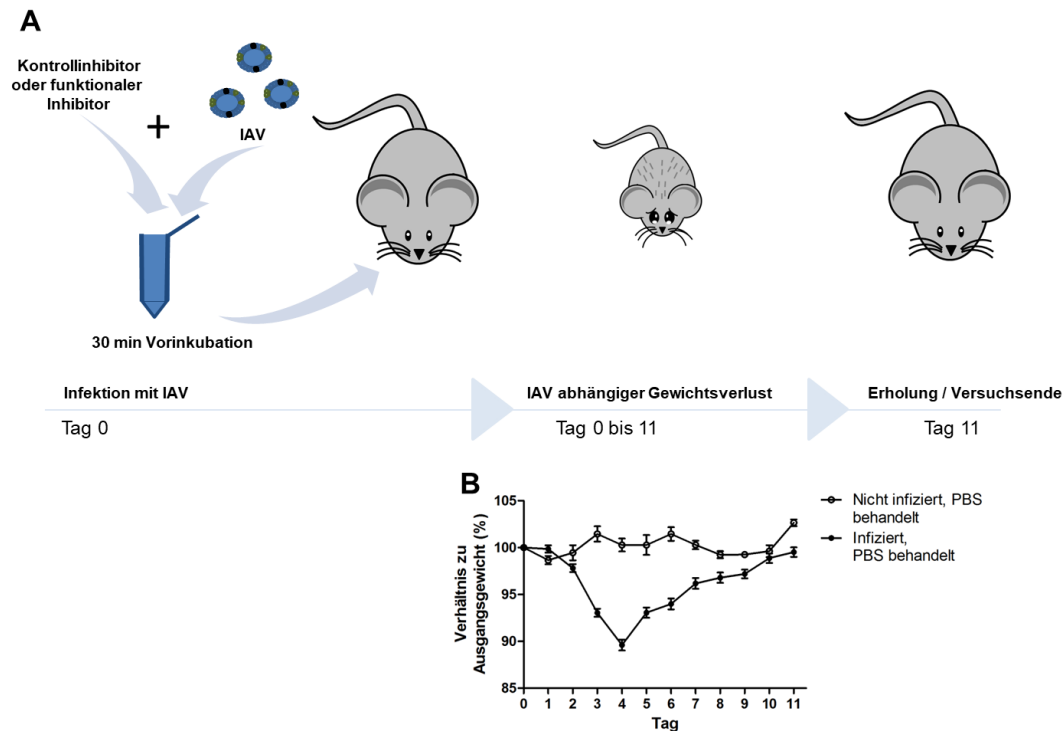 A
Kontrollinhibitor
oder funktionaler
Inhibitor
+
IAV
30 min Vorinkubation
Infektion mit IAV
IAV abhängiger Gewichtsverlust
Erholung / Versuchsende
Tag 0
Tag 0 bis 11
Tag 11
B
Verhältnis zu
Ausgangsgewicht (%)
105
100
95
90
85
0 1 2 3 4 5 6 7 8 9 10 11
Tag
Nicht infiziert, PBS
behandelt
Infiziert,
PBS behandelt